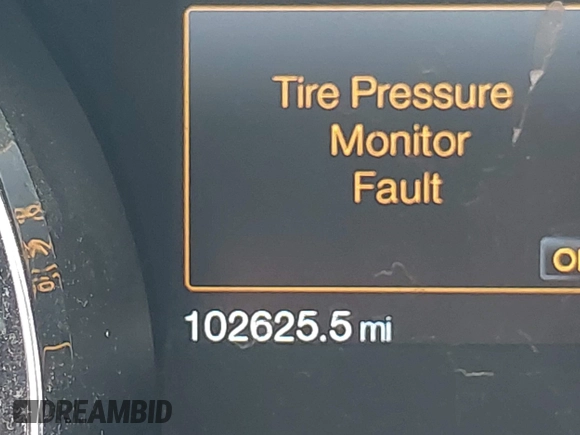 Tire Pressure
Monitor
Fault
102625.5 mi
DREAMBID